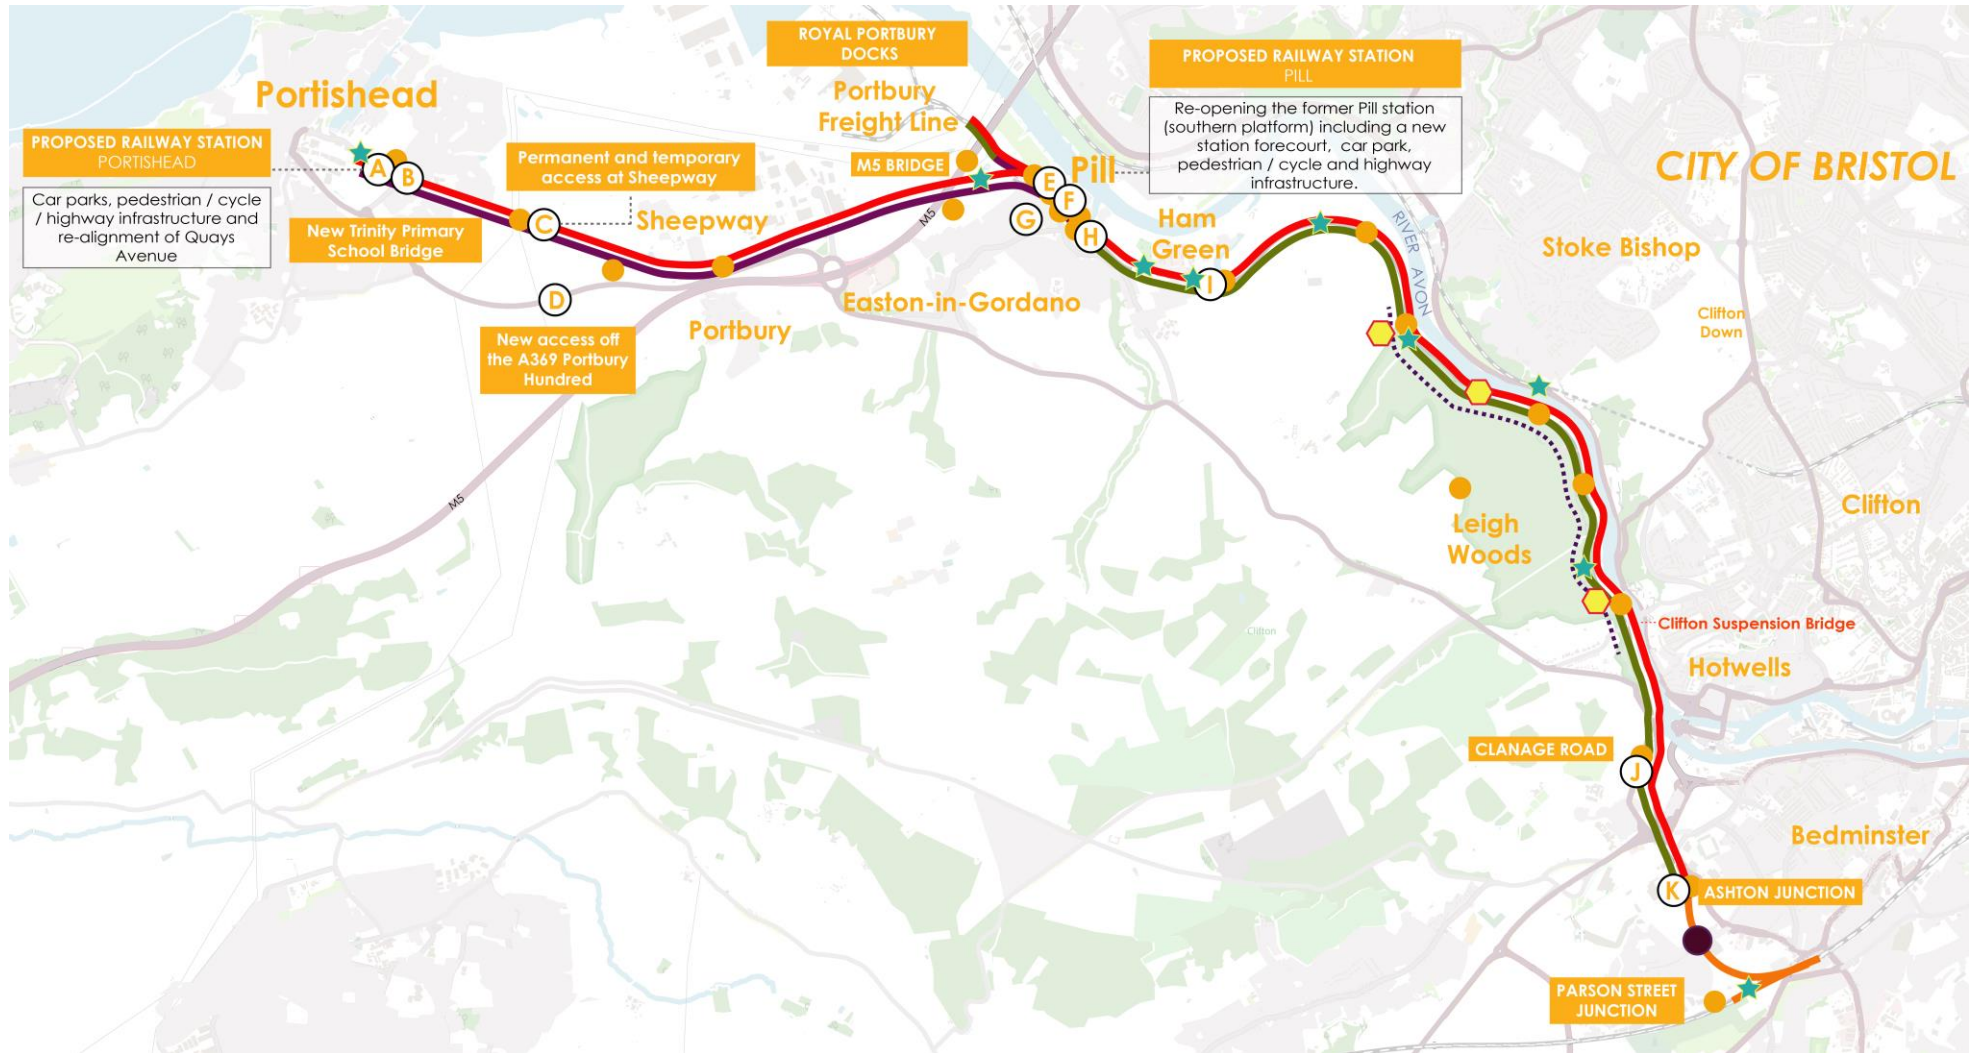 ROYAL PORTBURY
DOCKS
Portishead
Portbury
Freight Line
PROPOSED RAILWAY STATION
PILL
Re-opening the former Pill station
(southern platform) including a new
station forecourt, car park,
pedestrian / cycle and highway
infrastructure.
CITY OF BRISTOL
PROPOSED RAILWAY STATION
PORTISHEAD
Car parks, pedestrian / cycle
/ highway infrastructure and
re-alignment of Quays
Avenue
A
B
Permanent and temporary
access at Sheepway
M5 BRIDGE
Pill
E
F
G
H
C
Sheepway
New Trinity Primary
School Bridge
M5
Ham
Green
I
RIVER AVON
Stoke Bishop
D
Easton-in-Gordano
Portbury
New access off
the A369 Portbury
Hundred
Clifton
Down
M5
Leigh
Woods
Clifton
Clifton
Clifton Suspension Bridge
Hotwells
CLANAGE ROAD
J
Bedminster
K
ASHTON JUNCTION
PARSON STREET
JUNCTION